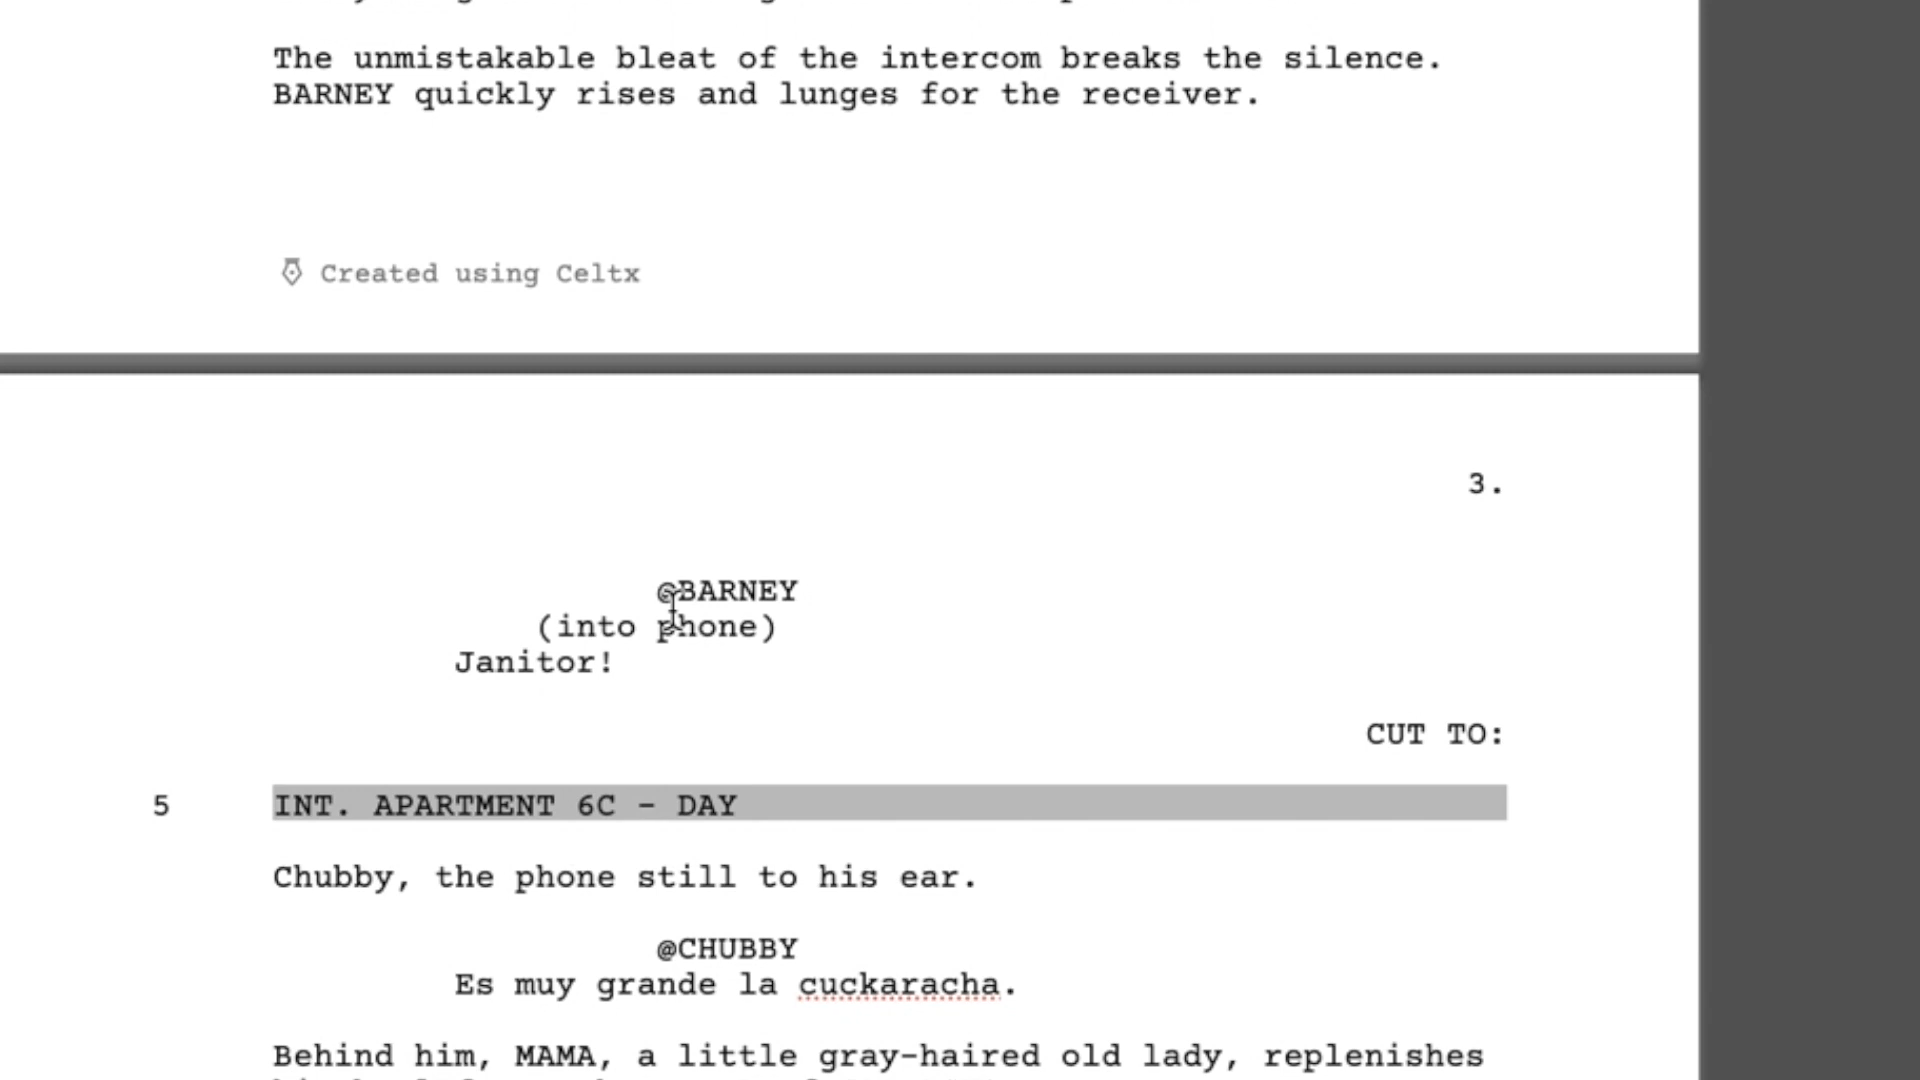 The unmistakable bleat of the intercom breaks the silence.
BARNEY quickly rises and lunges for the receiver.
Created using Celtx
3.
@BARNEY
(into phone)
Janitor!
CUT TO:
5 INT. APARTMENT 6C - DAY
Chubby, the phone still to his ear.
@CHUBBY
Es muy grande la cuckaracha.
Behind him, MAMA, a little gray-haired old lady, replenishes